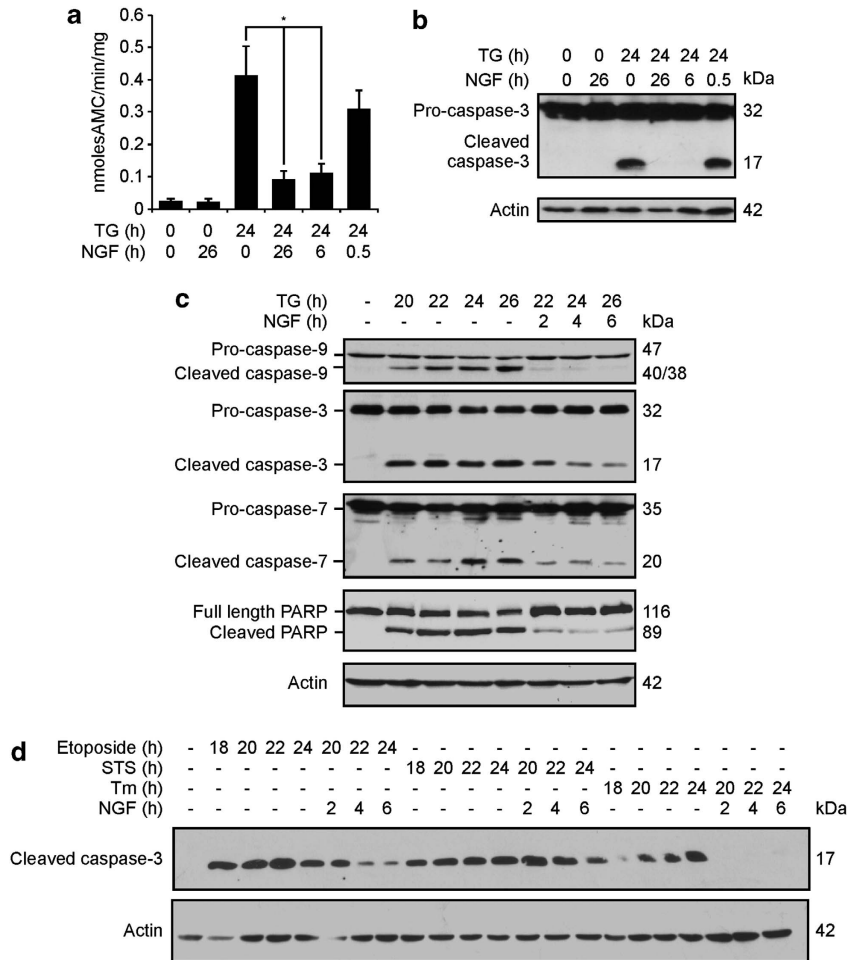 a
nmolesAMC/min/mg
0.6
0.5
0.4
0.3
0.2
0.1
0
*
TG (h) 0 0 24 24 24 24
NGF (h) 0 26 0 26 6 0.5
b
TG (h) 0 0 24 24 24 24
NGF (h) 0 26 0 26 6 0.5 kDa
Pro-caspase-3 32
Cleaved
caspase-3 17
Actin 42
c
TG (h) - 20 22 24 26 22 24 26
NGF (h) - - - - - 2 4 6 kDa
Pro-caspase-9 47
Cleaved caspase-9 40/38
Pro-caspase-3 32
Cleaved caspase-3 17
Pro-caspase-7 35
Cleaved caspase-7 20
Full length PARP 116
Cleaved PARP 89
Actin 42
d
Etoposide (h) - 18 20 22 24 20 22 24 - - - - - - - - - - - - - -
STS (h) - - - - - - - - 18 20 22 24 20 22 24 - - - - - - -
Tm (h) - - - - - - - - - - - - - - - 18 20 22 24 20 22 24
NGF (h) - - - - - 2 4 6 - - - - 2 4 6 - - - - 2 4 6 kDa
Cleaved caspase-3 17
Actin 42